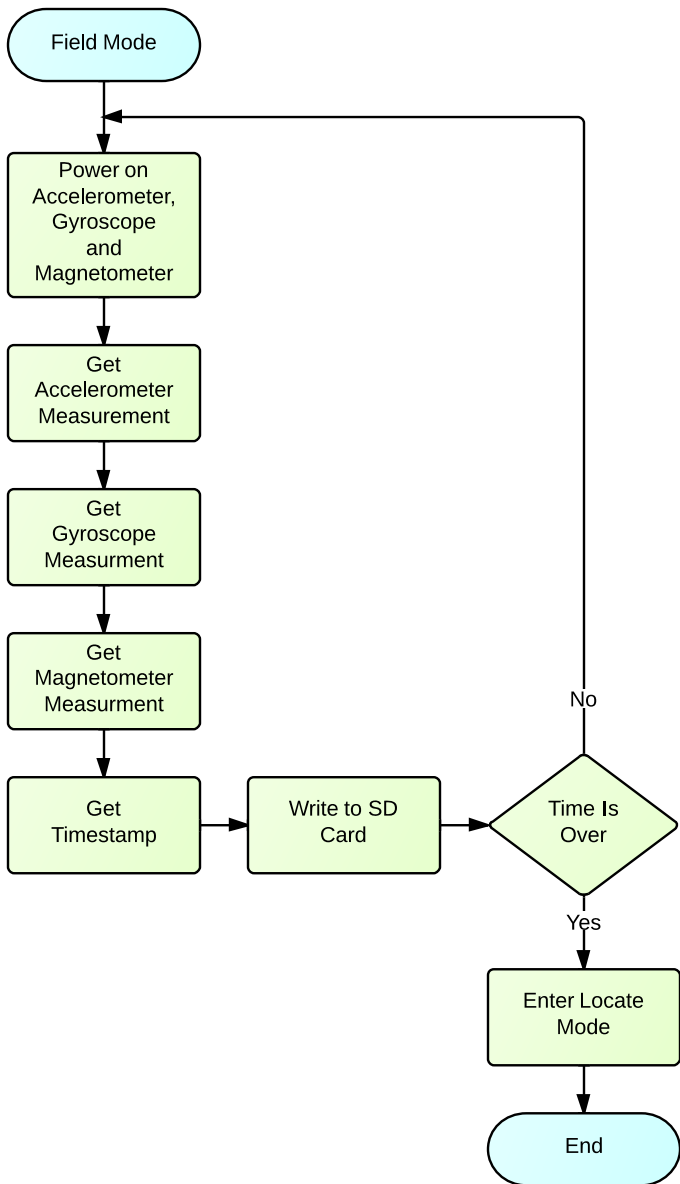 Field Mode
Power on
Accelerometer,
Gyroscope
and
Magnetometer
Get
Accelerometer
Measurement
Get
Gyroscope
Measurment
Get
Magnetometer
Measurment
Get
Timestamp
Write to SD
Card
Time Is
Over
No
Yes
Enter Locate
Mode
End